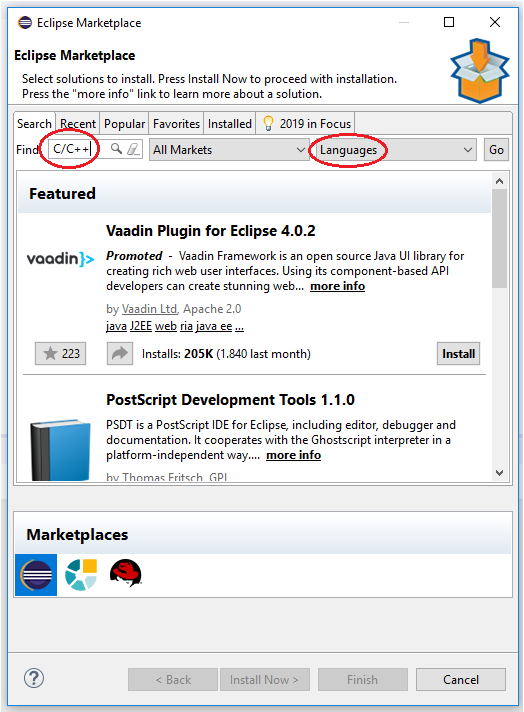 Eclipse Marketplace
Eclipse Marketplace
Select solutions to install. Press Install Now to proceed with installation.
Press the "more info" link to learn more about a solution.
Search Recent Popular Favorites Installed 2019 in Focus
Find: C/C++ All Markets Languages Go
Featured
Vaadin Plugin for Eclipse 4.0.2
vaadin}>
Promoted - Vaadin Framework is an open source Java UI library for
creating rich web user interfaces. Using its component-based API
developers can create stunning web... more info
by Vaadin Ltd, Apache 2.0
java J2EE web ria java ee ...
223 Installs: 205K (1.840 last month) Install
PostScript Development Tools 1.1.0
PSDT is a PostScript IDE for Eclipse, including editor, debugger and
documentation. It cooperates with the Ghostscript interpreter in a
platform-independent way.... more info
by Thomas Fritsch, GPL
Marketplaces
? < Back Install Now > Finish Cancel